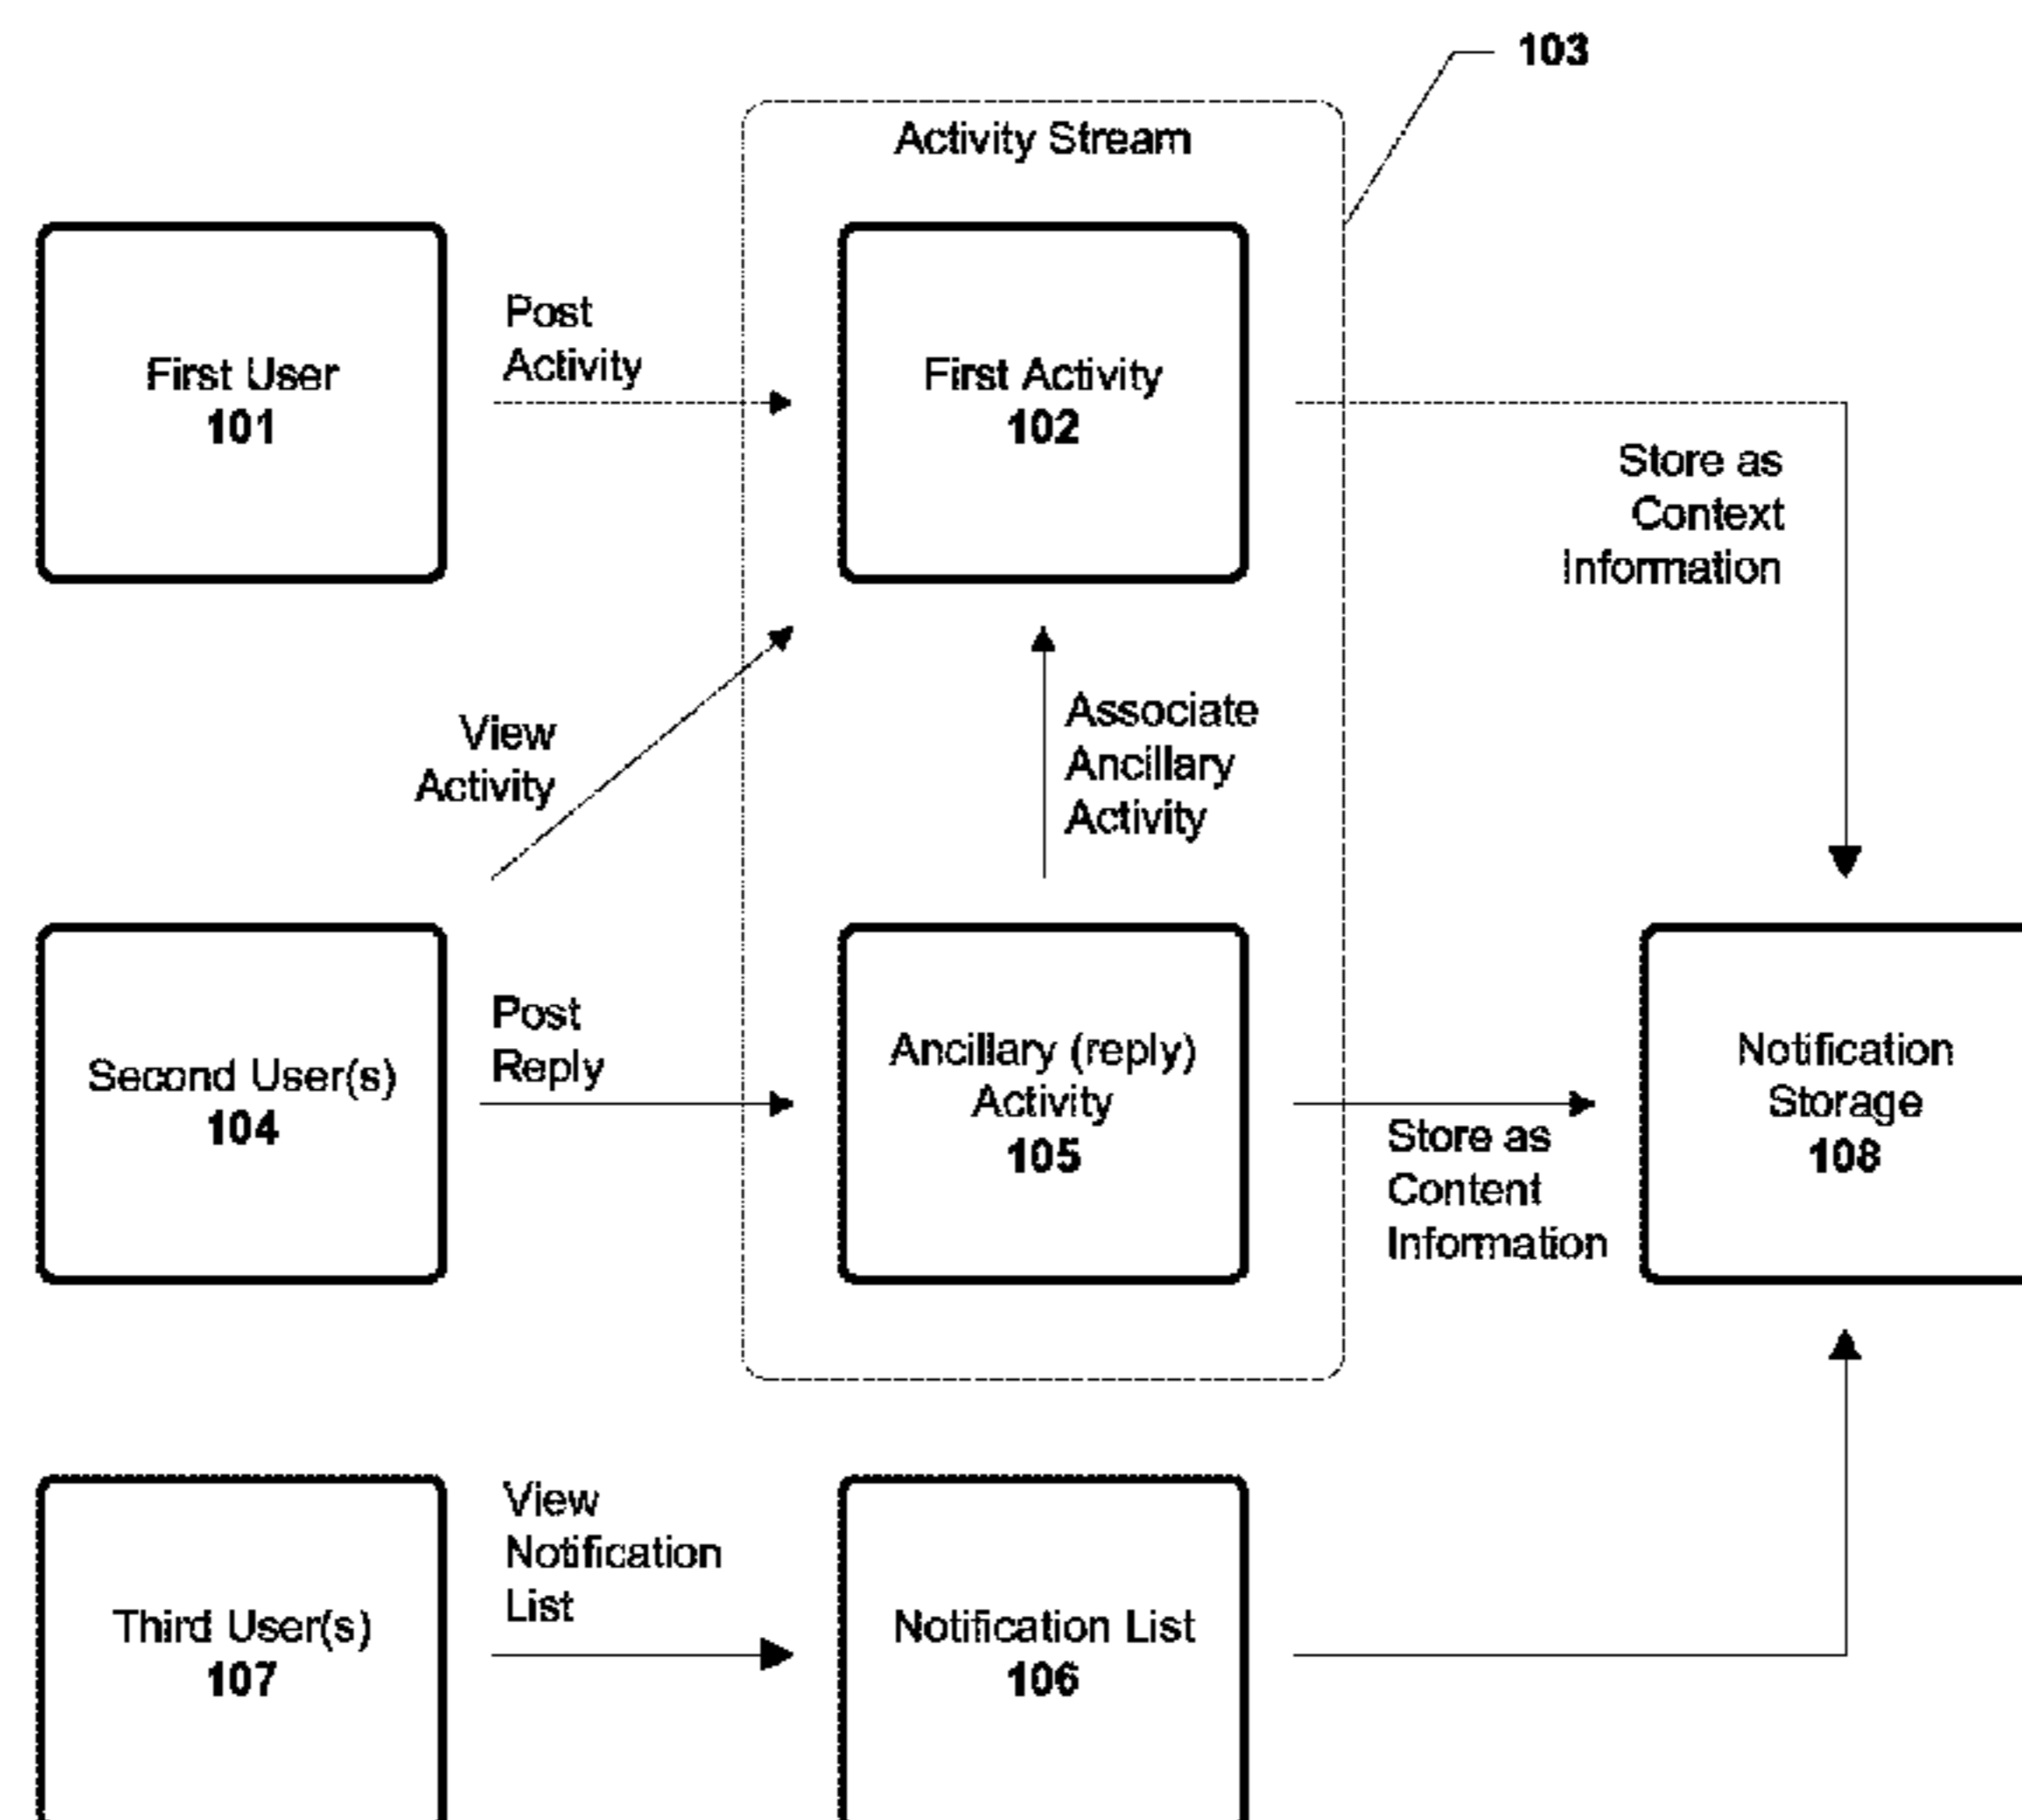 103
Activity Stream
First User
101
Post
Activity
First Activity
102
Store as
Context
Information
View
Activity
Associate
Ancillary
Activity
Second User(s)
104
Post
Reply
Ancillary (reply)
Activity
105
Store as
Content
Information
Notification
Storage
108
Third User(s)
107
View
Notification
List
Notification List
106